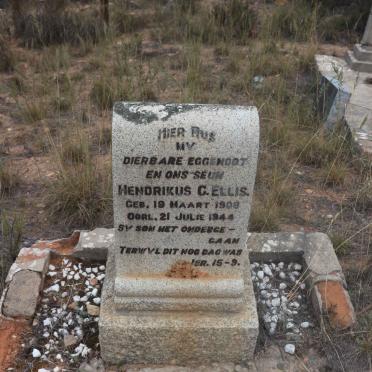 HIER RUS
MY
DIERBARE EGGENOOT
EN ONS SEUN
HENDRIKUS C. ELLIS.
GEB. 19 MAART 1908
OORL. 21 JULIE 1944
SY SON HET ONDERGE-
GAAN
TERWYL DIT NOG DAG WAS
JER. 15-9.